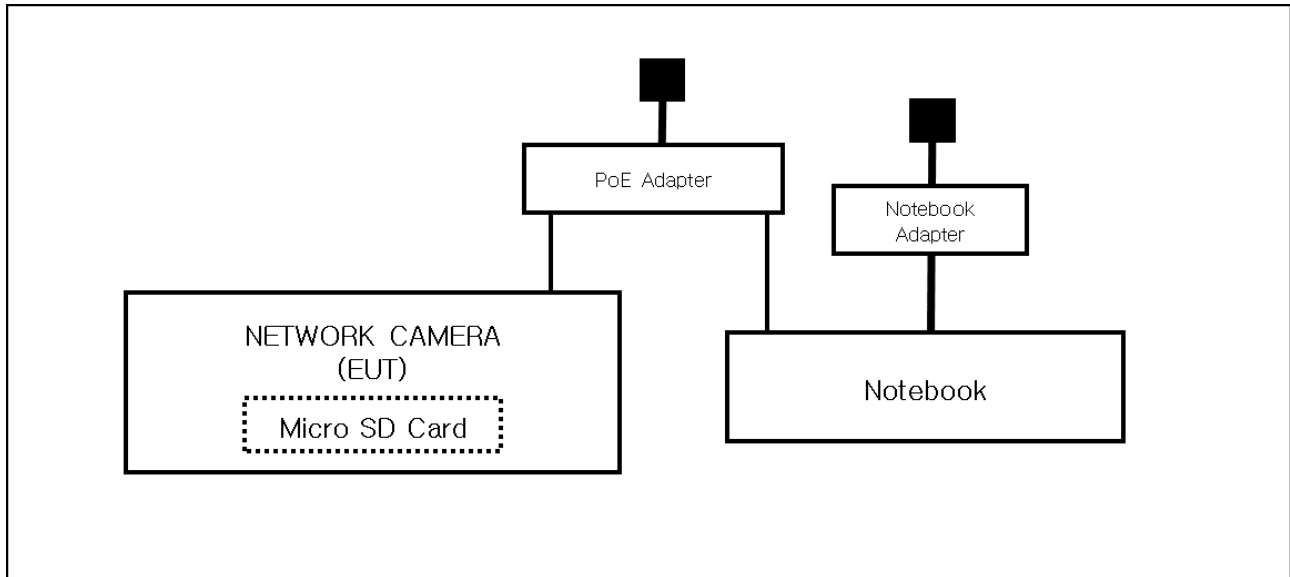 PoE Adapter
Notebook
Adapter
NETWORK CAMERA
(EUT)
Micro SD Card
Notebook